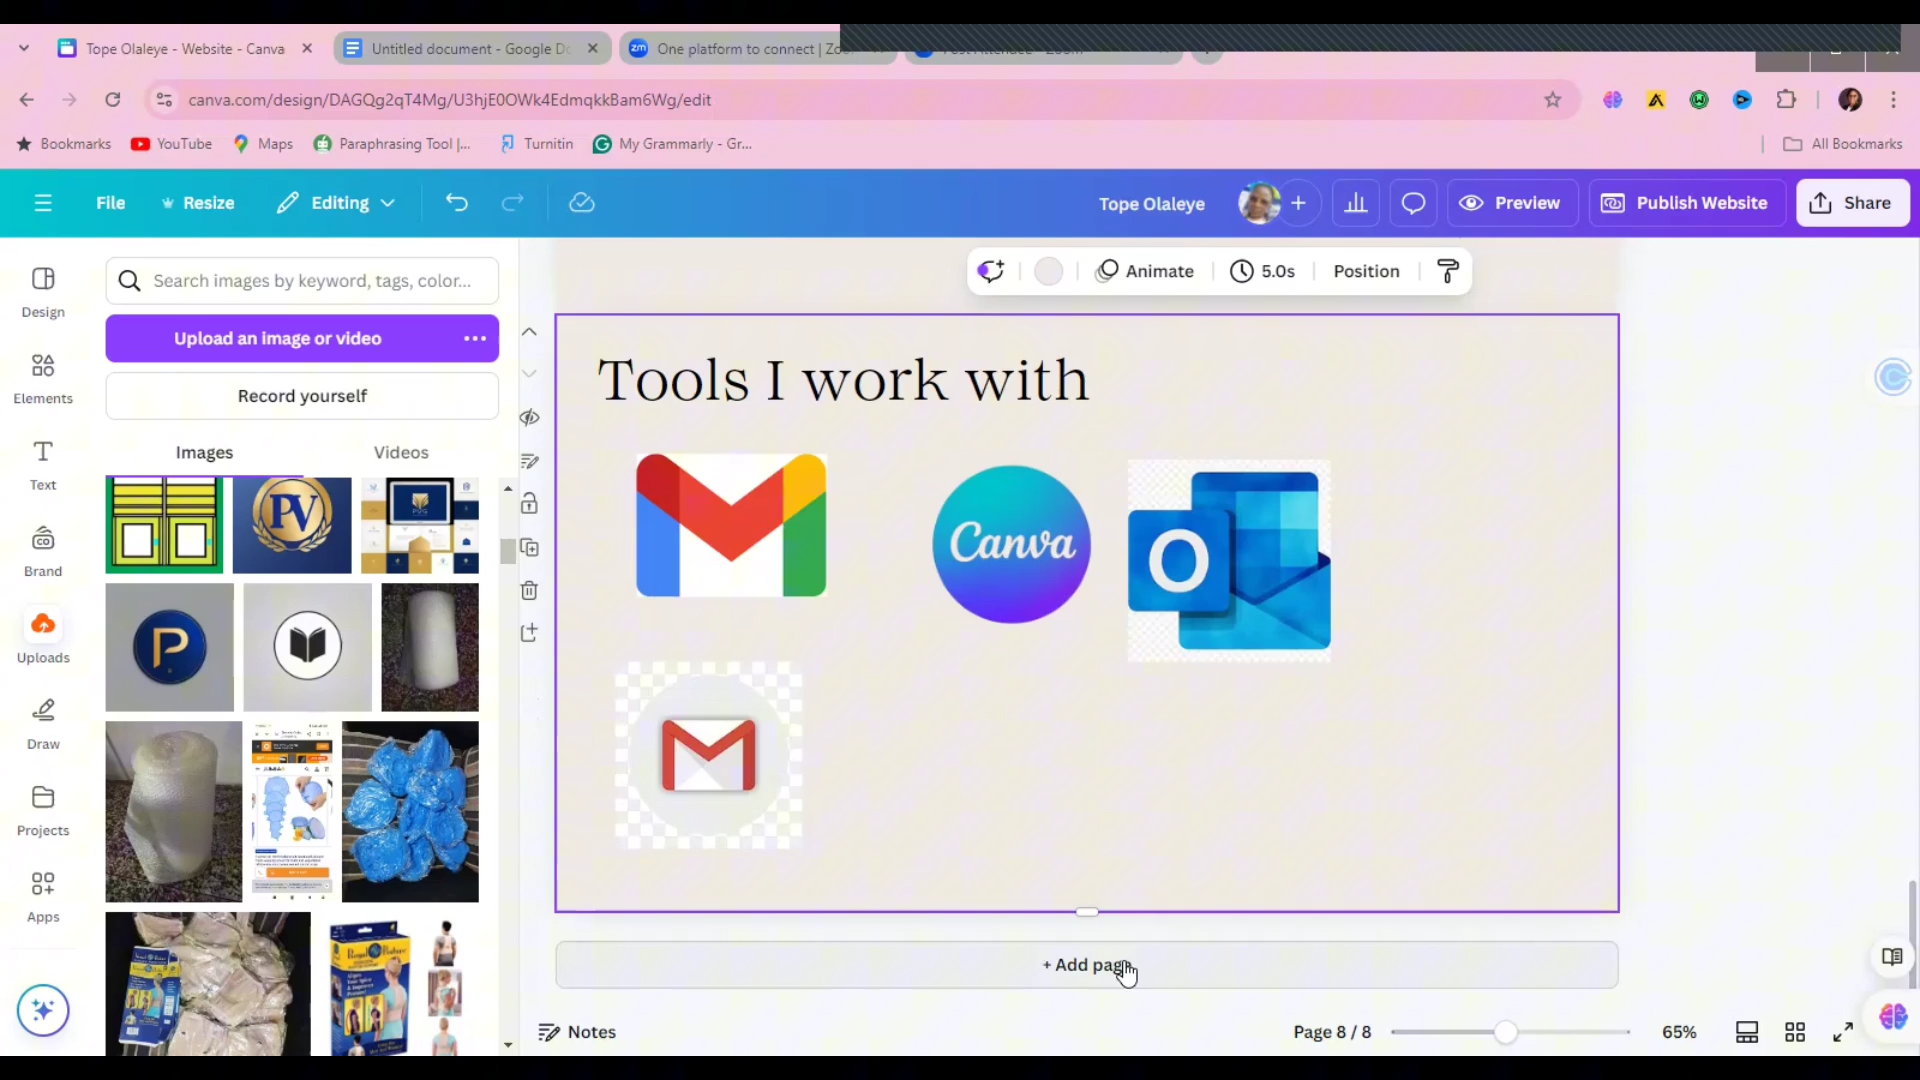 Tope Olaleye - Website - Canva
Untitled document - Google Do
zm One platform to connect | Zo
canva.com/design/DAGQg2qT4Mg/U3hjE0OWk4EdmqkkBam6Wg/edit
Bookmarks
YouTube
Maps
Paraphrasing Tool |...
Turnitin
My Grammarly - Gr...
All Bookmarks
File
Resize
Editing
Tope Olaleye
Preview
Publish Website
Share
Search images by keyword, tags, color...
Upload an image or video
Record yourself
Images
Videos
Design
Elements
Text
Brand
Uploads
Draw
Projects
Apps
Animate
5.0s
Position
Tools I work with
Canva
O
PV
P
+ Add page
Notes
Page 8 / 8
65%